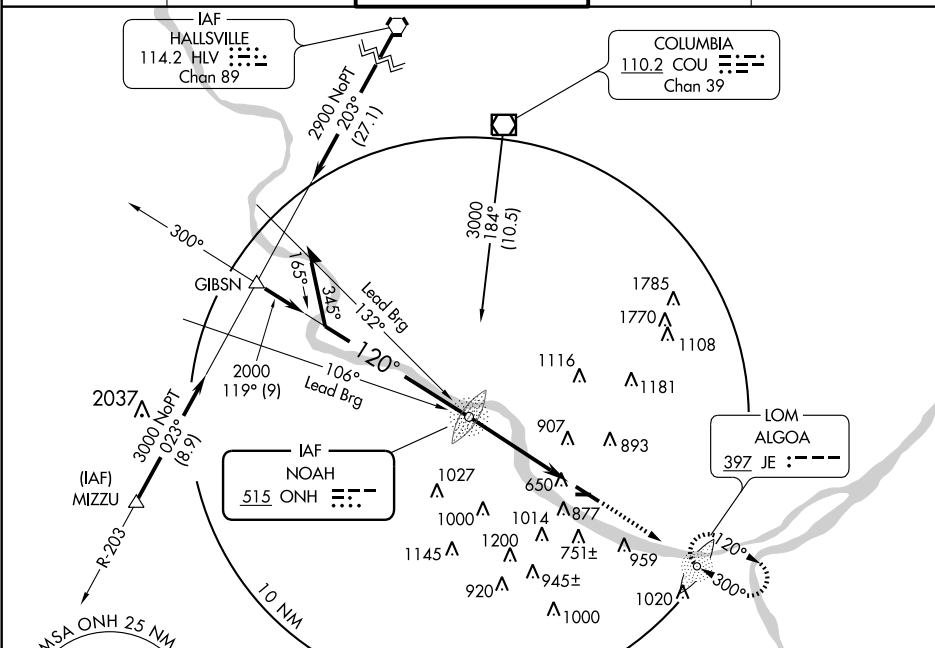 IAF
HALLSVILLE
114.2 HLV
Chan 89
COLUMBIA
110.2 COU
Chan 39
2900 NoPT
203°
(27.1)
3000
184°
(10.5)
300°
GIBSN
165°
345°
Lead Brg
132°
120°
2000
119° (9)
106°
Lead Brg
1785
1770
1108
1116
1181
2037
3000 NoPT
023°
(8.9)
(IAF)
MIZZU
R-203
IAF
NOAH
515 ONH
907
893
LOM
ALGOA
397 JE
650
1027
1000
877
1014
751±
1145
1200
959
920
945±
1000
120°
300°
1020
10 NM
MSA ONH 25 NM